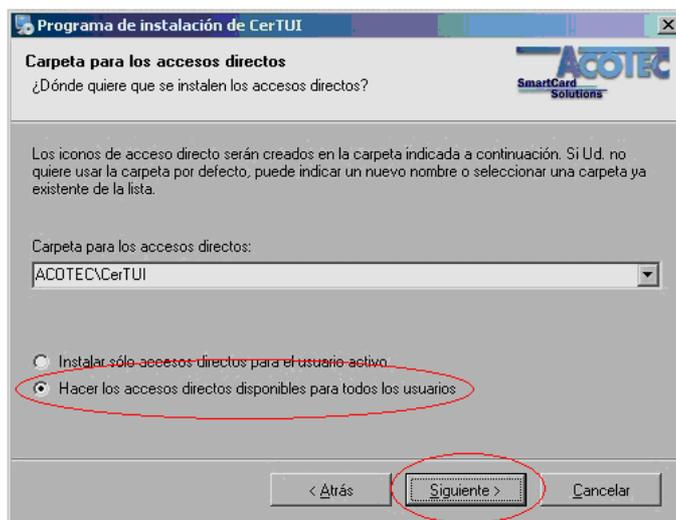 Programa de instalación de CerTUI
Carpeta para los accesos directos
¿Dónde quiere que se instalen los accesos directos?
ACOTEC
SmartCard
Solutions
Los iconos de acceso directo serán creados en la carpeta indicada a continuación. Si Ud. no
quiere usar la carpeta por defecto, puede indicar un nuevo nombre o seleccionar una carpeta ya
existente de la lista.
Carpeta para los accesos directos:
ACOTEC\CerTUI
Instalar sólo accesos directos para el usuario activo
Hacer los accesos directos disponibles para todos los usuarios
< Atrás
Siguiente >
Cancelar